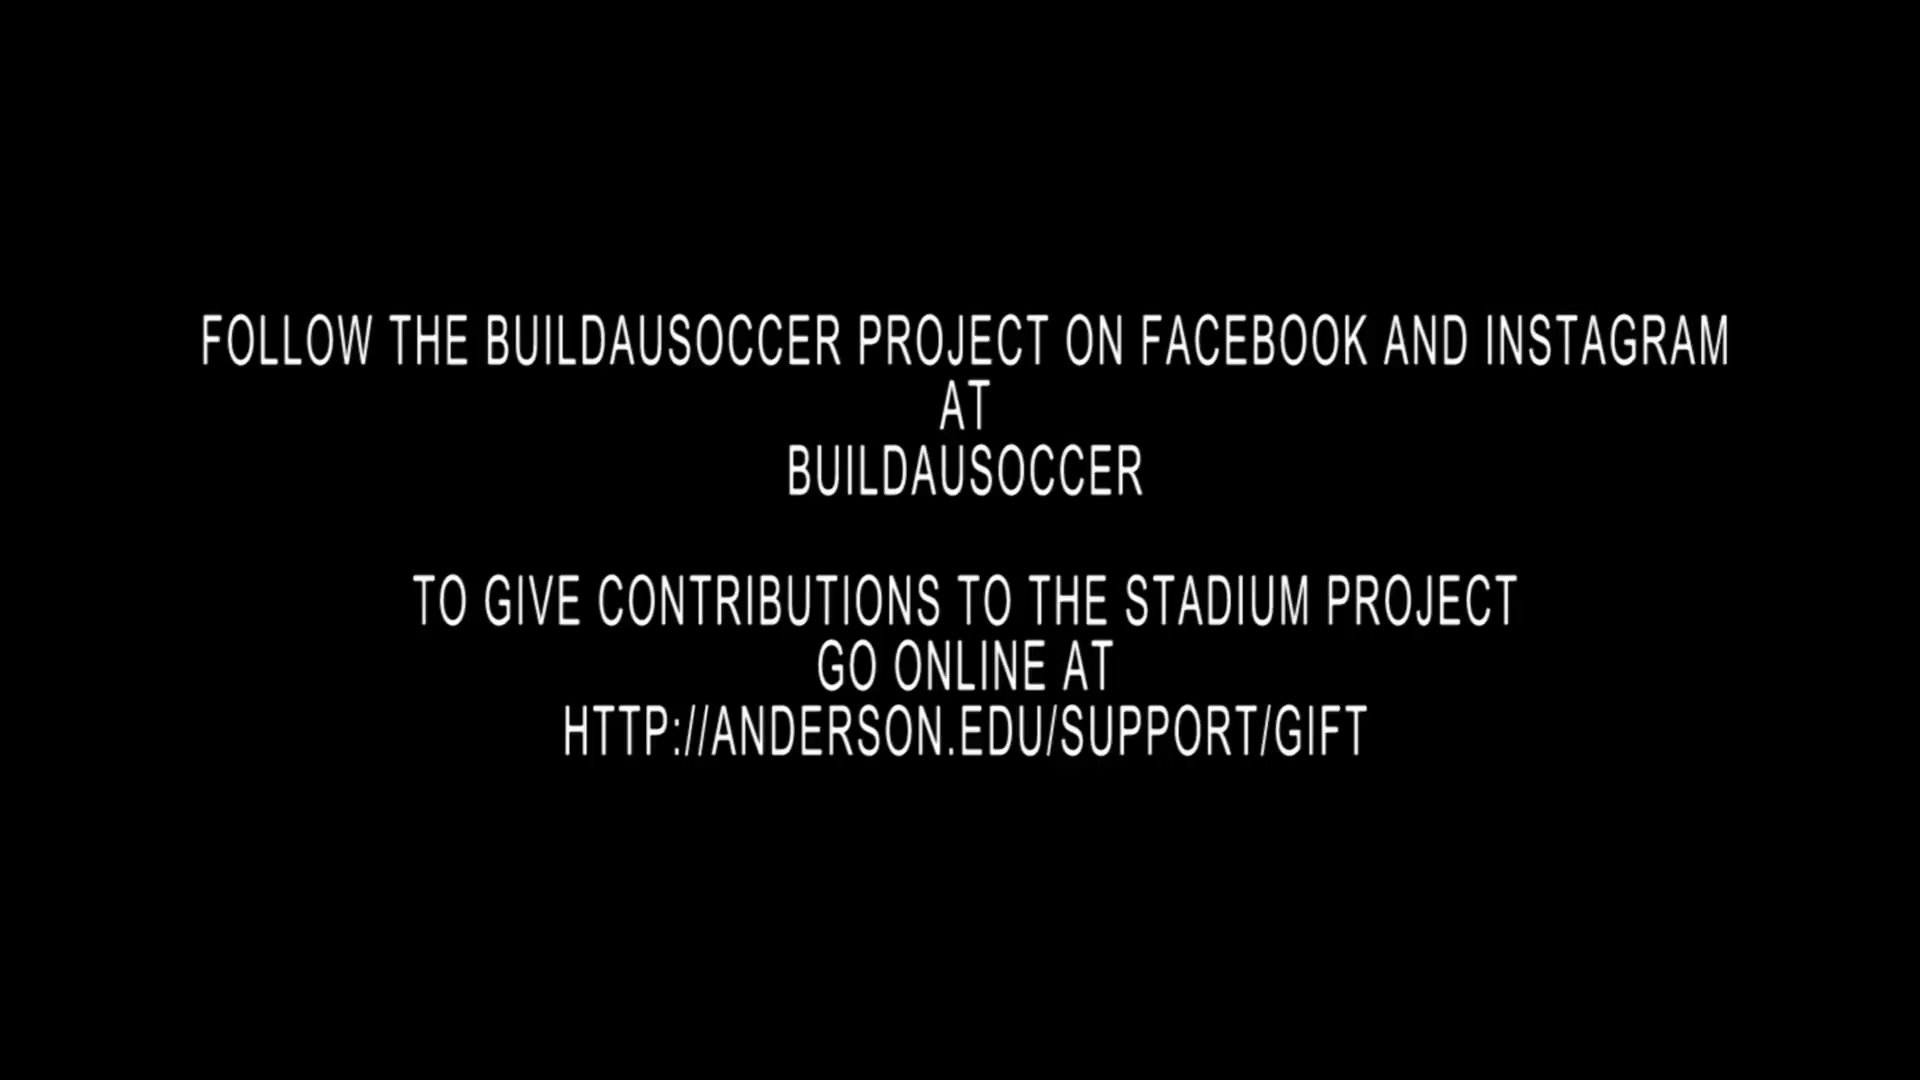 FOLLOW THE BUILDAUSOCCER PROJECT ON FACEBOOK AND INSTAGRAM
AT
BUILDAUSOCCER
TO GIVE CONTRIBUTIONS TO THE STADIUM PROJECT
GO ONLINE AT
HTTP://ANDERSON.EDU/SUPPORT/GIFT